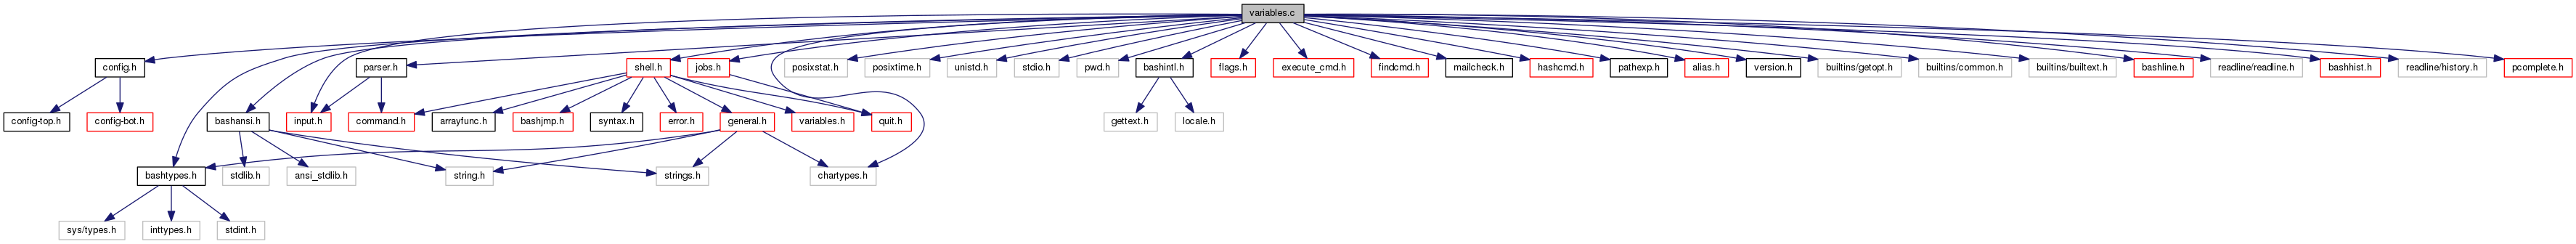 variables.c
config.h
parser.h
shell.h
jobs.h
posixstat.h
posixtime.h
unistd.h
stdio.h
pwd.h
bashintl.h
flags.h
execute_cmd.h
findcmd.h
mailcheck.h
hashcmd.h
pathexp.h
alias.h
version.h
builtins/getopt.h
builtins/common.h
builtins/builtext.h
bashline.h
readline/readline.h
bashhist.h
readline/history.h
pcomplete.h
config-top.h
config-bot.h
bashansi.h
input.h
command.h
arrayfunc.h
bashjmp.h
syntax.h
error.h
general.h
variables.h
quit.h
gettext.h
locale.h
bashtypes.h
stdlib.h
ansi_stdlib.h
string.h
strings.h
chartypes.h
sys/types.h
inttypes.h
stdint.h